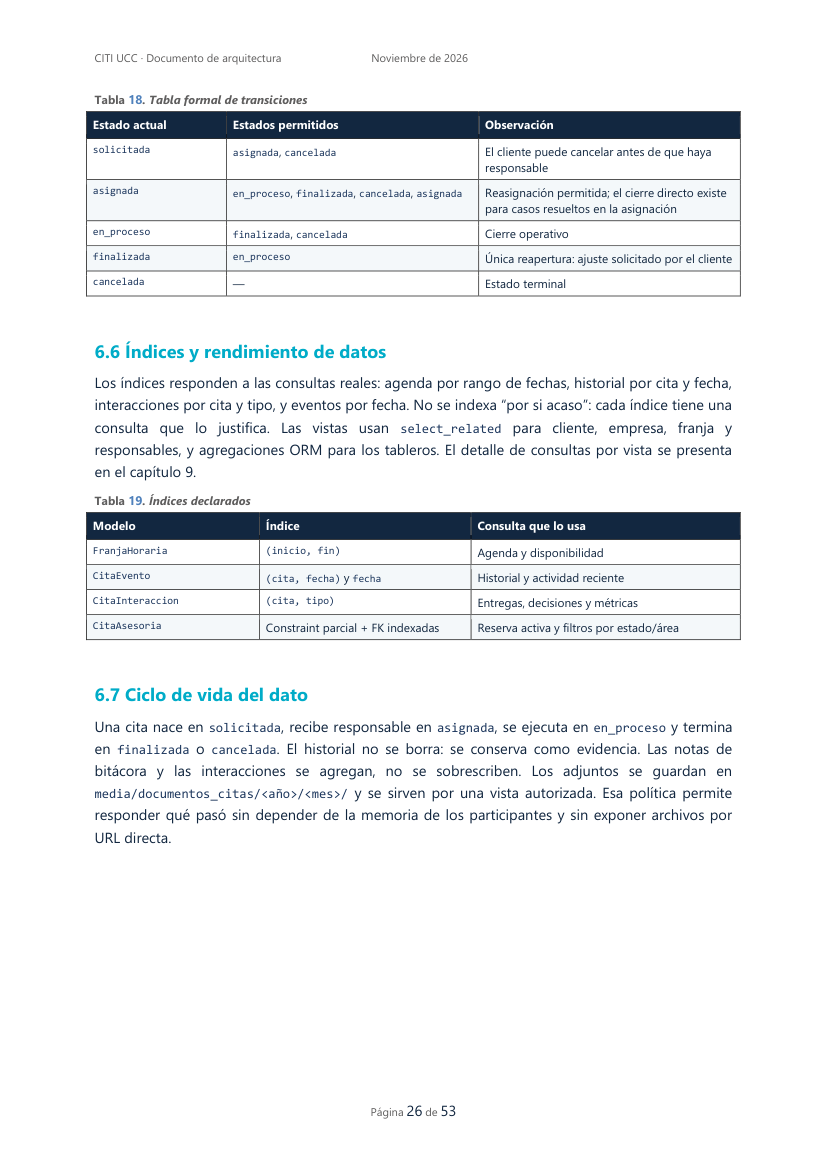 CITI UCC · Documento de arquitectura Noviembre de 2026
Tabla 18. Tabla formal de transiciones
Estado actual Estados permitidos Observación
solicitada asignada, cancelada El cliente puede cancelar antes de que haya
responsable
asignada en_proceso, finalizada, cancelada, asignada Reasignación permitida; el cierre directo existe
para casos resueltos en la asignación
en_proceso finalizada, cancelada Cierre operativo
finalizada en_proceso Única reapertura: ajuste solicitado por el cliente
cancelada — Estado terminal
6.6 Índices y rendimiento de datos
Los índices responden a las consultas reales: agenda por rango de fechas, historial por cita y fecha,
interacciones por cita y tipo, y eventos por fecha. No se indexa “por si acaso”: cada índice tiene una
consulta que lo justifica. Las vistas usan select_related para cliente, empresa, franja y
responsables, y agregaciones ORM para los tableros. El detalle de consultas por vista se presenta
en el capítulo 9.
Tabla 19. Índices declarados
Modelo Índice Consulta que lo usa
FranjaHoraria (inicio, fin) Agenda y disponibilidad
CitaEvento (cita, fecha) y fecha Historial y actividad reciente
CitaInteraccion (cita, tipo) Entregas, decisiones y métricas
CitaAsesoria Constraint parcial + FK indexadas Reserva activa y filtros por estado/área
6.7 Ciclo de vida del dato
Una cita nace en solicitada, recibe responsable en asignada, se ejecuta en en_proceso y termina
en finalizada o cancelada. El historial no se borra: se conserva como evidencia. Las notas de
bitácora y las interacciones se agregan, no se sobrescriben. Los adjuntos se guardan en
media/documentos_citas/<año>/<mes>/ y se sirven por una vista autorizada. Esa política permite
responder qué pasó sin depender de la memoria de los participantes y sin exponer archivos por
URL directa.
Página 26 de 53